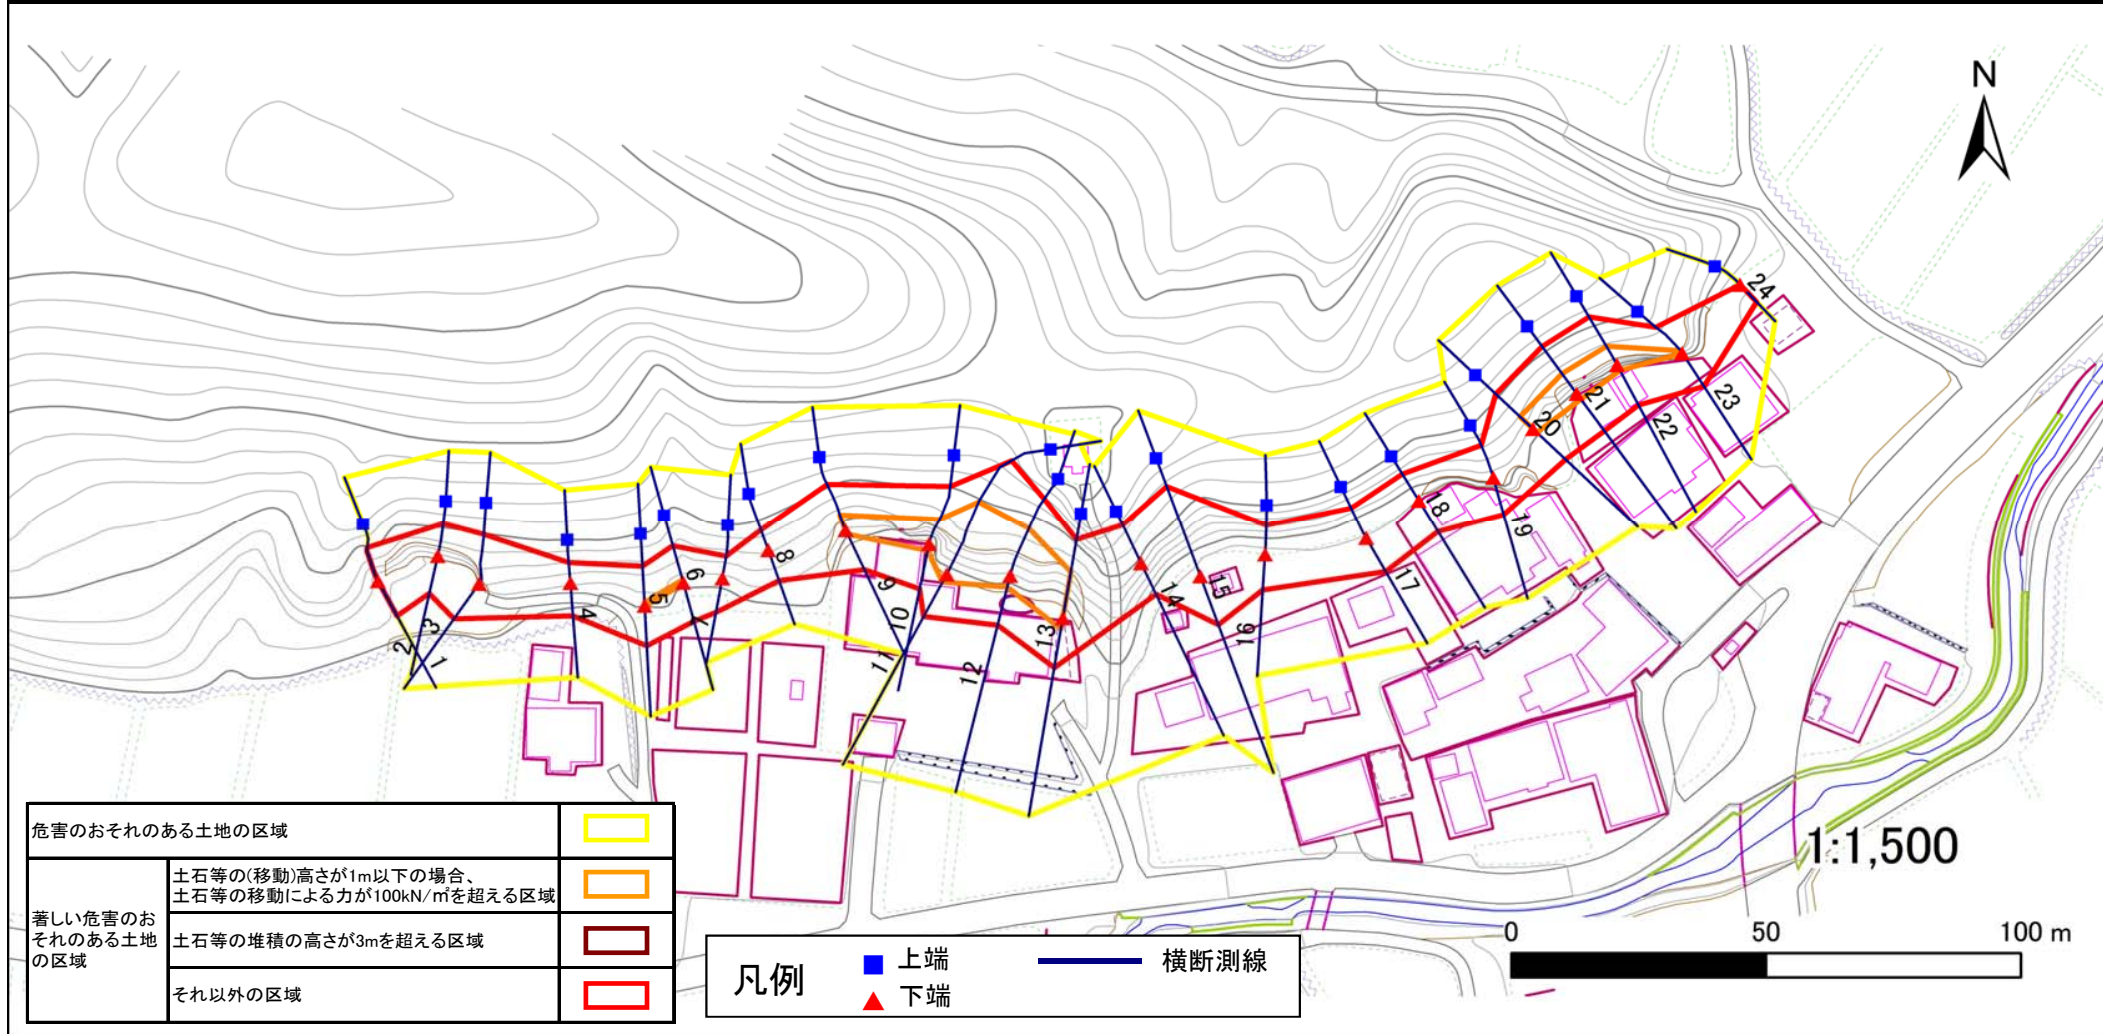 N
24
23
22
21
20
19
18
17
16
15
14
13
12
11
10
9
8
7
6
5
4
3
2
1
1:1,500
0 50 100 m
危害のおそれのある土地の区域
著しい危害のお
それのある土地
の区域
土石等の(移動)高さが1m以下の場合、
土石等の移動による力が100kN/㎡を超える区域
土石等の堆積の高さが3mを超える区域
それ以外の区域
凡例
上端
下端
横断測線